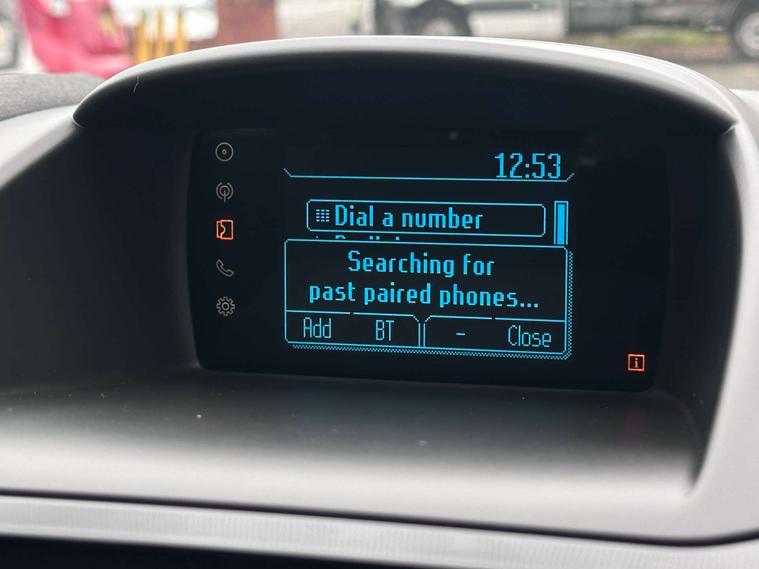 12:53
Dial a number
Searching for
past paired phones...
Add BT - Close
i